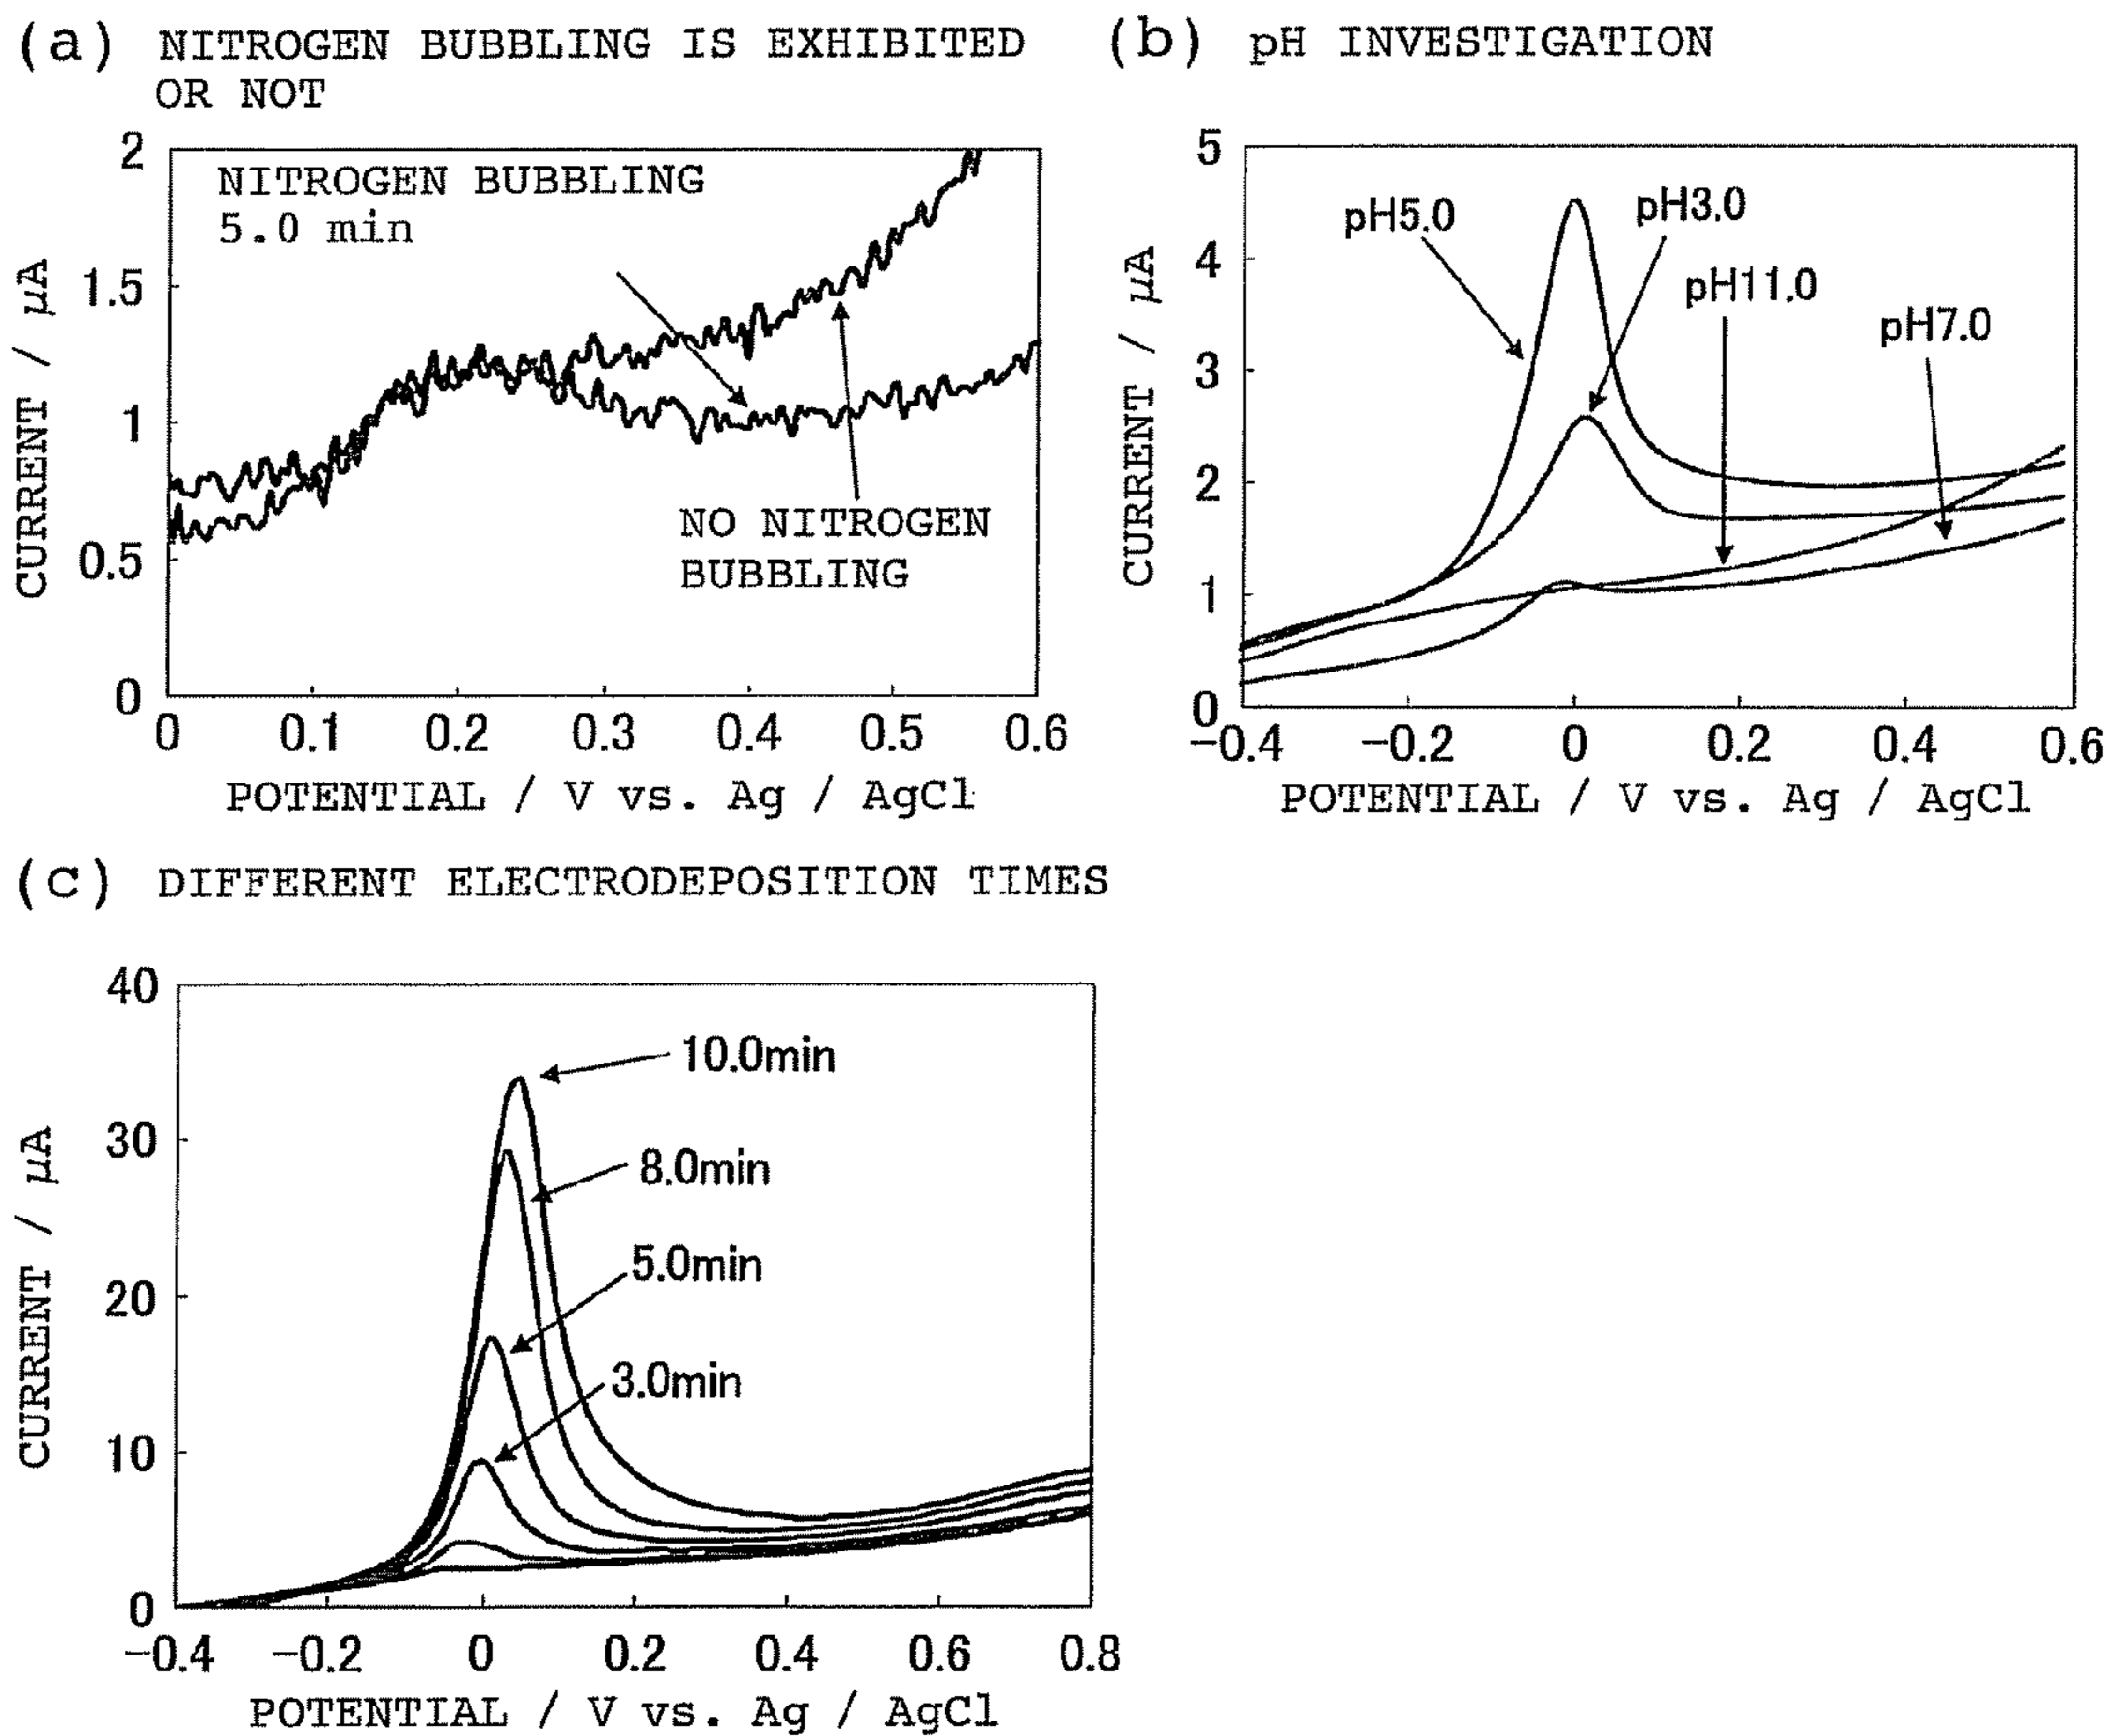 (a) NITROGEN BUBBLING IS EXHIBITED
OR NOT
2
NITROGEN BUBBLING
5.0 min
1.5
1
0.5
0
CURRENT / µA
NO NITROGEN
BUBBLING
0 0.1 0.2 0.3 0.4 0.5 0.6
POTENTIAL / V vs. Ag / AgCl
(b) pH INVESTIGATION
5
4
3
2
1
0
CURRENT / µA
pH5.0
pH3.0
pH11.0
pH7.0
−0.4 −0.2 0 0.2 0.4 0.6
POTENTIAL / V vs. Ag / AgCl
(c) DIFFERENT ELECTRODEPOSITION TIMES
40
30
20
10
0
CURRENT / µA
10.0min
8.0min
5.0min
3.0min
−0.4 −0.2 0 0.2 0.4 0.6 0.8
POTENTIAL / V vs. Ag / AgCl